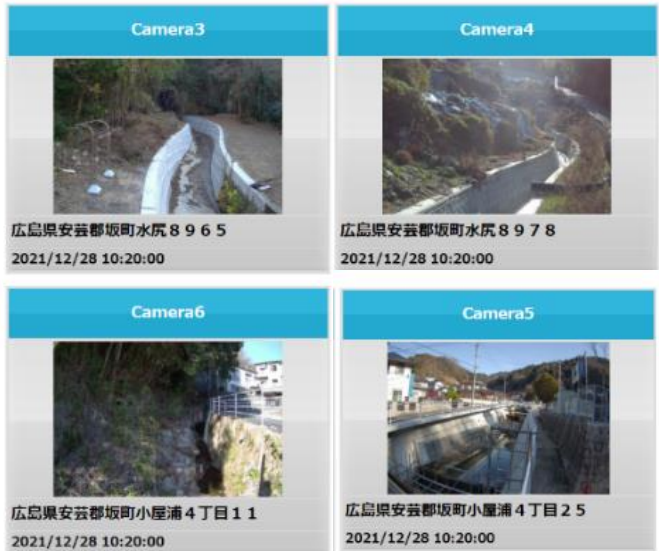 Camera3
広島県安芸郡坂町水尻８９６５
2021/12/28 10:20:00
Camera4
広島県安芸郡坂町水尻８９７８
2021/12/28 10:20:00
Camera6
広島県安芸郡坂町小屋浦４丁目１１
2021/12/28 10:20:00
Camera5
広島県安芸郡坂町小屋浦４丁目２５
2021/12/28 10:20:00